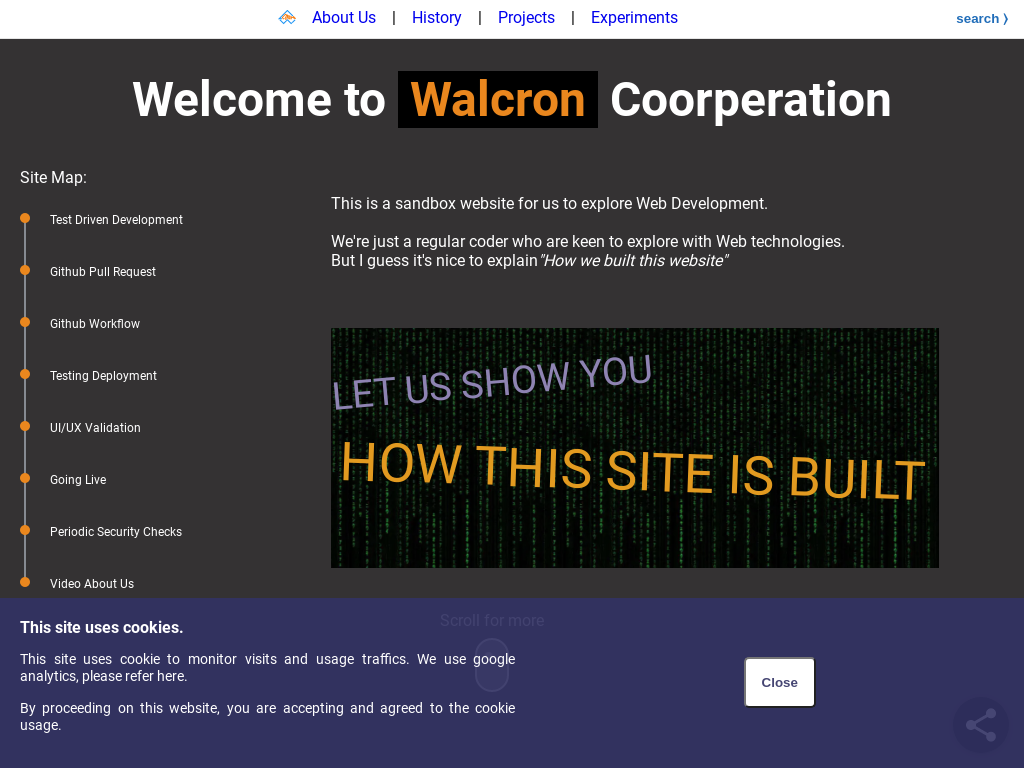 About Us | History | Projects | Experiments
search ⟩
Welcome to Walcron Coorperation
Site Map:
Test Driven Development
Github Pull Request
Github Workflow
Testing Deployment
UI/UX Validation
Going Live
Periodic Security Checks
Video About Us
This is a sandbox website for us to explore Web Development.
We're just a regular coder who are keen to explore with Web technologies.
But I guess it's nice to explain "How we built this website"
LET US SHOW YOU
HOW THIS SITE IS BUILT
Scroll for more
This site uses cookies.
This site uses cookie to monitor visits and usage traffics. We use google
analytics, please refer here.
By proceeding on this website, you are accepting and agreed to the cookie
usage.
Close